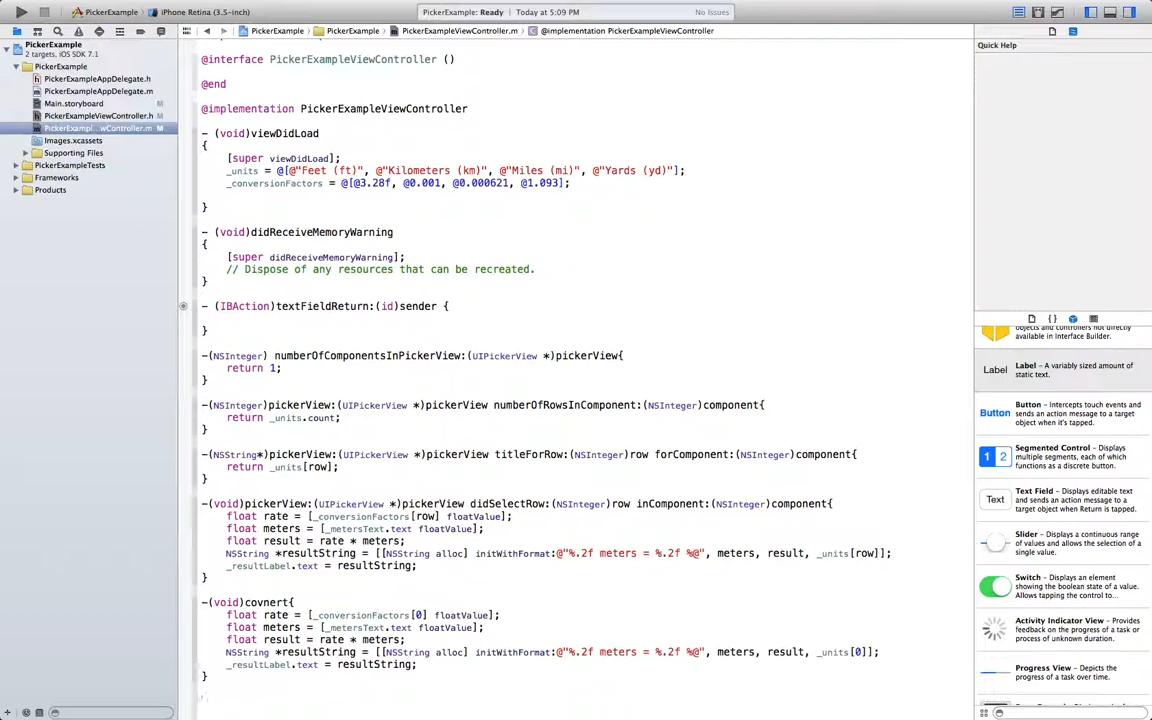 PickerExample
iPhone Retina (3.5-inch)
PickerExample: Ready
Today at 5:09 PM
No Issues
PickerExample
PickerExample
PickerExampleViewController.m
@implementation PickerExampleViewController
Quick Help
PickerExample
2 targets, iOS SDK 7.1
PickerExample
PickerExampleAppDelegate.h
PickerExampleAppDelegate.m
Main.storyboard M
PickerExampleViewController.h M
PickerExampl...wController.m M
Images.xcassets
Supporting Files
PickerExampleTests
Frameworks
Products
@interface PickerExampleViewController ()
@end
@implementation PickerExampleViewController
- (void)viewDidLoad
{
[super viewDidLoad];
_units = @[@"Feet (ft)", @"Kilometers (km)", @"Miles (mi)", @"Yards (yd)"];
_conversionFactors = @[@3.28f, @0.001, @0.000621, @1.093];
}
- (void)didReceiveMemoryWarning
{
[super didReceiveMemoryWarning];
// Dispose of any resources that can be recreated.
}
- (IBAction)textFieldReturn:(id)sender {
}
-(NSInteger) numberOfComponentsInPickerView:(UIPickerView *)pickerView{
return 1;
}
-(NSInteger)pickerView:(UIPickerView *)pickerView numberOfRowsInComponent:(NSInteger)component{
return _units.count;
}
-(NSString*)pickerView:(UIPickerView *)pickerView titleForRow:(NSInteger)row forComponent:(NSInteger)component{
return _units[row];
}
-(void)pickerView:(UIPickerView *)pickerView didSelectRow:(NSInteger)row inComponent:(NSInteger)component{
float rate = [_conversionFactors[row] floatValue];
float meters = [_metersText.text floatValue];
float result = rate * meters;
NSString *resultString = [[NSString alloc] initWithFormat:@"%.2f meters = %.2f %@", meters, result, _units[row]];
_resultLabel.text = resultString;
}
-(void)covnert{
float rate = [_conversionFactors[0] floatValue];
float meters = [_metersText.text floatValue];
float result = rate * meters;
NSString *resultString = [[NSString alloc] initWithFormat:@"%.2f meters = %.2f %@", meters, result, _units[0]];
_resultLabel.text = resultString;
}
objects and controllers not directly
available in Interface Builder.
Label
Label – A variably sized amount of
static text.
Button
Button – Intercepts touch events and
sends an action message to a target
object when it's tapped.
1 2
Segmented Control – Displays
multiple segments, each of which
functions as a discrete button.
Text
Text Field – Displays editable text
and sends an action message to a
target object when Return is tapped.
Slider – Displays a continuous range
of values and allows the selection of a
single value.
Switch – Displays an element
showing the boolean state of a value.
Allows tapping the control to...
Activity Indicator View – Provides
feedback on the progress of a task or
process of unknown duration.
Progress View – Depicts the
progress of a task over time.